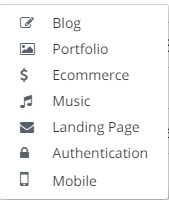 Blog
Portfolio
Ecommerce
Music
Landing Page
Authentication
Mobile